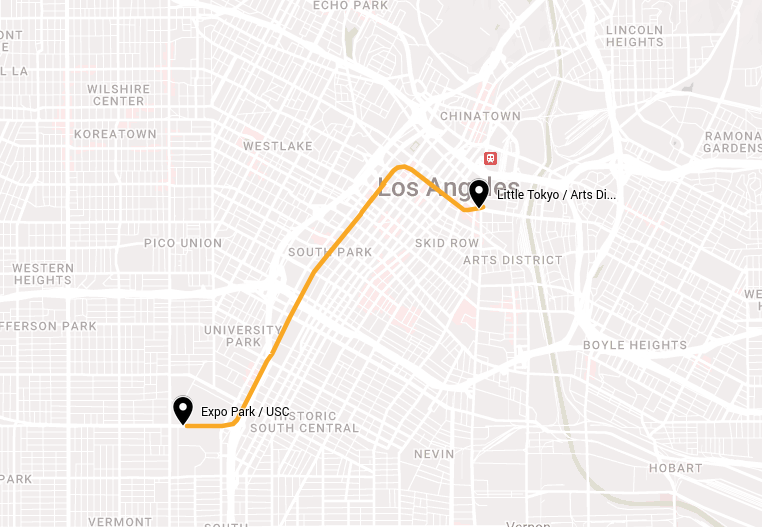 ECHO PARK
LINCOLN
HEIGHTS
ONT
E
LA
WILSHIRE
CENTER
CHINATOWN
KOREATOWN
RAMONA
GARDENS
WESTLAKE
Los Angeles
Little Tokyo / Arts Di...
PICO UNION
SOUTH PARK
SKID ROW
ARTS DISTRICT
WESTERN
HEIGHTS
WE
H
FFERSON PARK
UNIVERSITY
PARK
BOYLE HEIGHTS
Expo Park / USC
HISTORIC
SOUTH CENTRAL
NEVIN
HOBART
PARK
VERMONT
SOUTH
Vernon